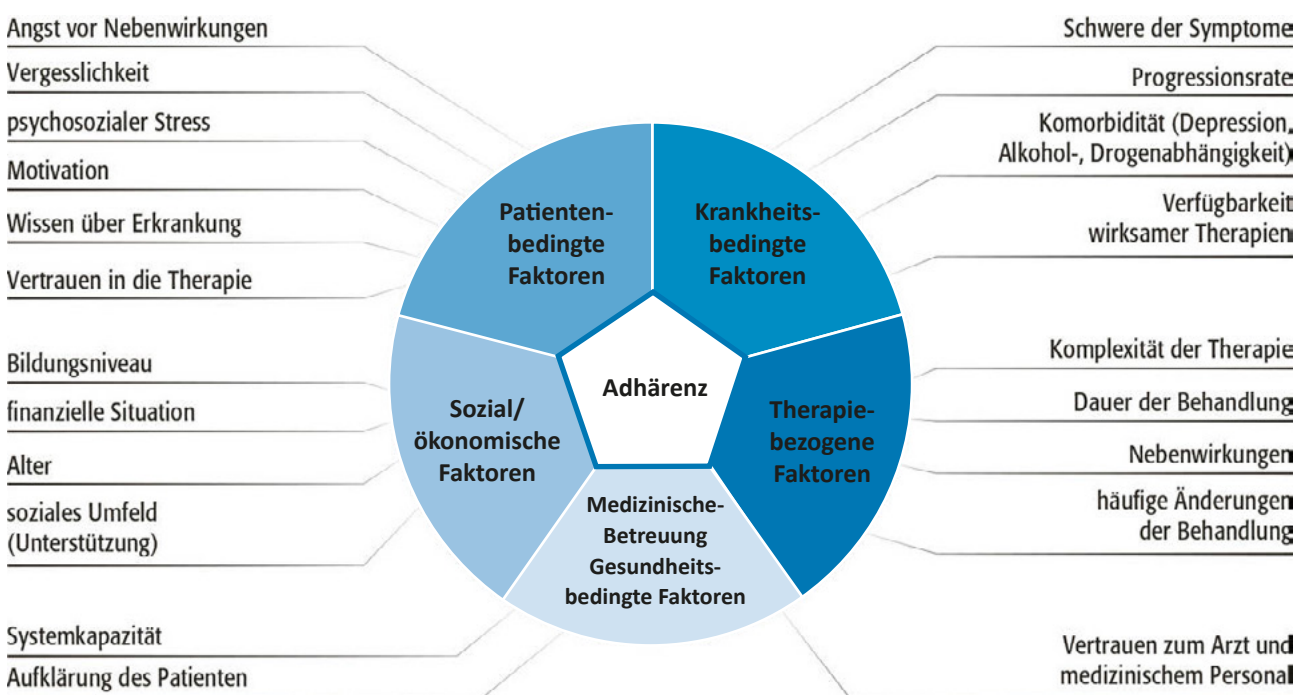 Angst vor Nebenwirkungen
Vergesslichkeit
psychosozialer Stress
Motivation
Wissen über Erkrankung
Vertrauen in die Therapie
Bildungsniveau
finanzielle Situation
Alter
soziales Umfeld
(Unterstützung)
Systemkapazität
Aufklärung des Patienten
Patienten-
bedingte
Faktoren
Krankheits-
bedingte
Faktoren
Adhärenz
Sozial/
ökonomische
Faktoren
Therapie-
bezogene
Faktoren
Medizinische-
Betreuung
Gesundheits-
bedingte Faktoren
Schwere der Symptome
Progressionsrate
Komorbidität (Depression,
Alkohol-, Drogenabhängigkeit)
Verfügbarkeit
wirksamer Therapien
Komplexität der Therapie
Dauer der Behandlung
Nebenwirkungen
häufige Änderungen
der Behandlung
Vertrauen zum Arzt und
medizinischem Personal